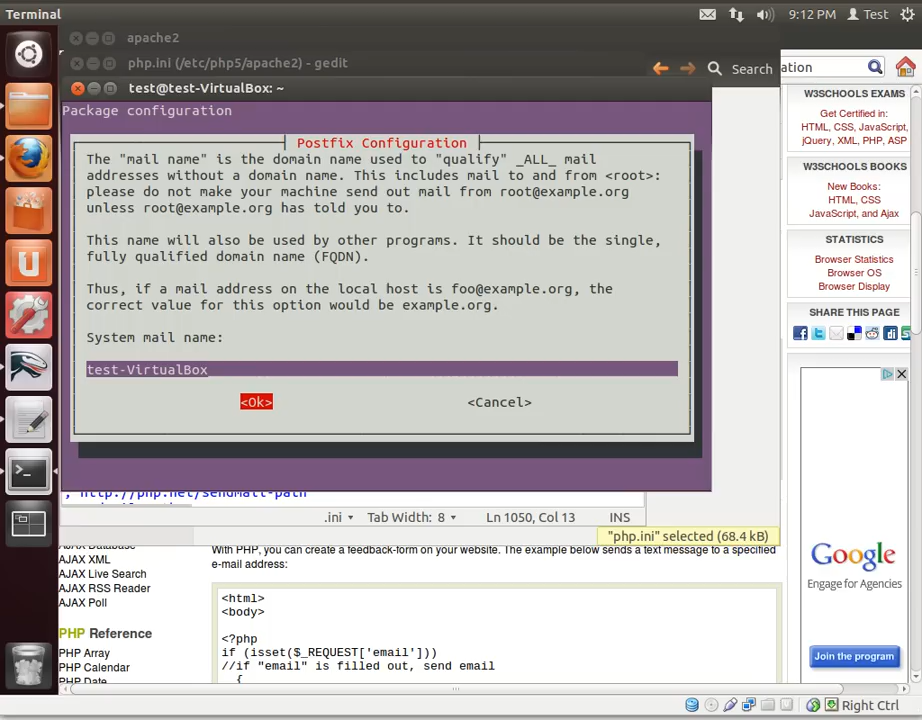 Terminal
9:12 PM
Test
apache2
php.ini (/etc/php5/apache2) - gedit
Search
ation
test@test-VirtualBox: ~
Package configuration
Postfix Configuration
The "mail name" is the domain name used to "qualify" _ALL_ mail
addresses without a domain name. This includes mail to and from <root>:
please do not make your machine send out mail from root@example.org
unless root@example.org has told you to.
This name will also be used by other programs. It should be the single,
fully qualified domain name (FQDN).
Thus, if a mail address on the local host is foo@example.org, the
correct value for this option would be example.org.
System mail name:
test-VirtualBox
<Ok>
<Cancel>
; http://php.net/sendmail-path
.ini
Tab Width: 8
Ln 1050, Col 13
INS
"php.ini" selected (68.4 kB)
AJAX Database
AJAX XML
AJAX Live Search
AJAX RSS Reader
AJAX Poll
PHP Reference
PHP Array
PHP Calendar
PHP Date
With PHP, you can create a feedback-form on your website. The example below sends a text message to a specified
e-mail address:
<html>
<body>
<?php
if (isset($_REQUEST['email']))
//if "email" is filled out, send email
{
W3SCHOOLS EXAMS
Get Certified in:
HTML, CSS, JavaScript,
jQuery, XML, PHP, ASP
W3SCHOOLS BOOKS
New Books:
HTML, CSS
JavaScript, and Ajax
STATISTICS
Browser Statistics
Browser OS
Browser Display
SHARE THIS PAGE
Google
Engage for Agencies
Join the program
Right Ctrl